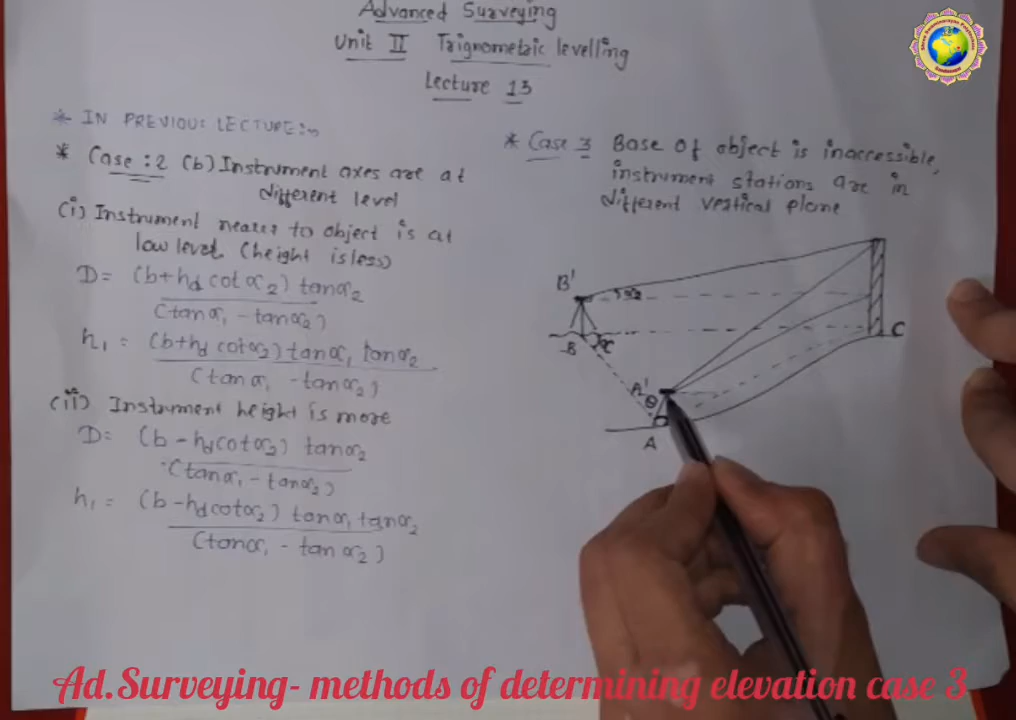 Advanced Surveying
Unit II Trignometric levelling
Lecture 13
* IN PREVIOUS LECTURE:~
* Case :2 (b) Instrument axes are at
different level
(i) Instrument nearer to object is at
low level. (height is less)
D = (b + hd cot α2) tan α2
(tan α1 - tan α2)
h1 = (b + hd cot α2) tan α1 tan α2
(tan α1 - tan α2)
(ii) Instrument height is more
D = (b - hd cot α2) tan α2
(tan α1 - tan α2)
h1 = (b - hd cot α2) tan α1 tan α2
(tan α1 - tan α2)
* Case 3 Base of object is inaccessible,
instrument stations are in
different vertical plane
B'
α2
B
α
C
A'
θ
A
Ad.Surveying- methods of determining elevation case 3